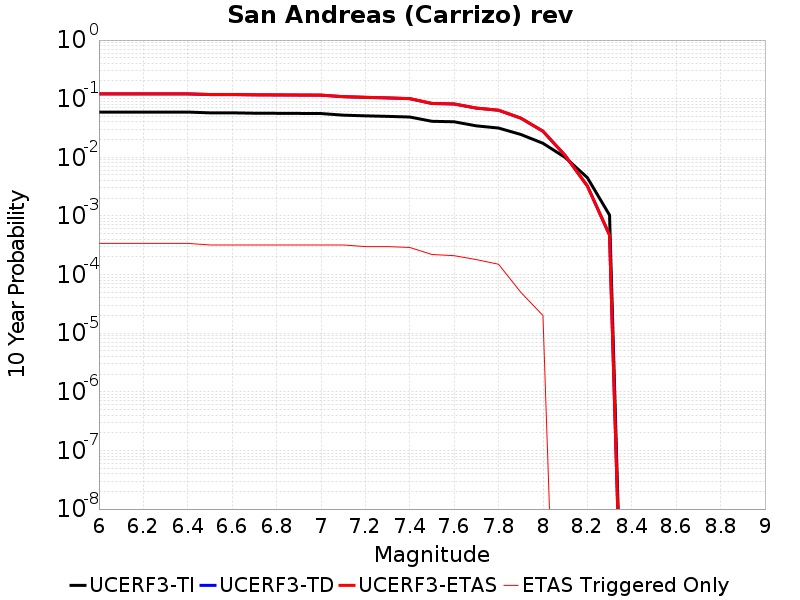 San Andreas (Carrizo) rev
10^0
10^-1
10^-2
10^-3
10^-4
10^-5
10^-6
10^-7
10^-8
10 Year Probability
6 6.2 6.4 6.6 6.8 7 7.2 7.4 7.6 7.8 8 8.2 8.4 8.6 8.8 9
Magnitude
UCERF3-TI UCERF3-TD UCERF3-ETAS ETAS Triggered Only